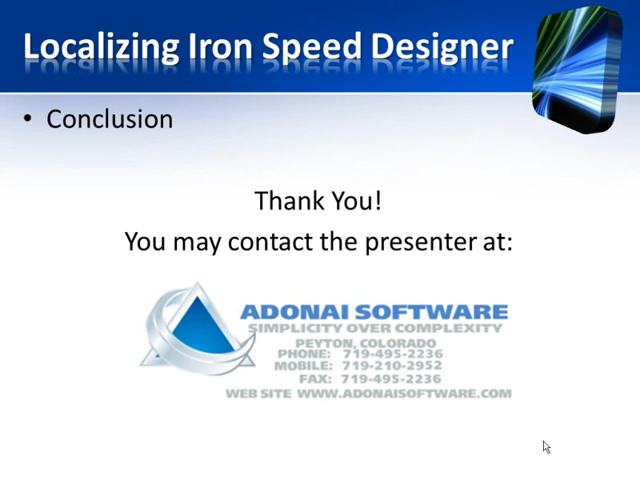 Localizing Iron Speed Designer
• Conclusion
Thank You!
You may contact the presenter at:
ADONAI SOFTWARE
SIMPLICITY OVER COMPLEXITY
PEYTON, COLORADO
PHONE: 719-495-2236
MOBILE: 719-210-2952
FAX: 719-495-2236
WEB SITE WWW.ADONAISOFTWARE.COM